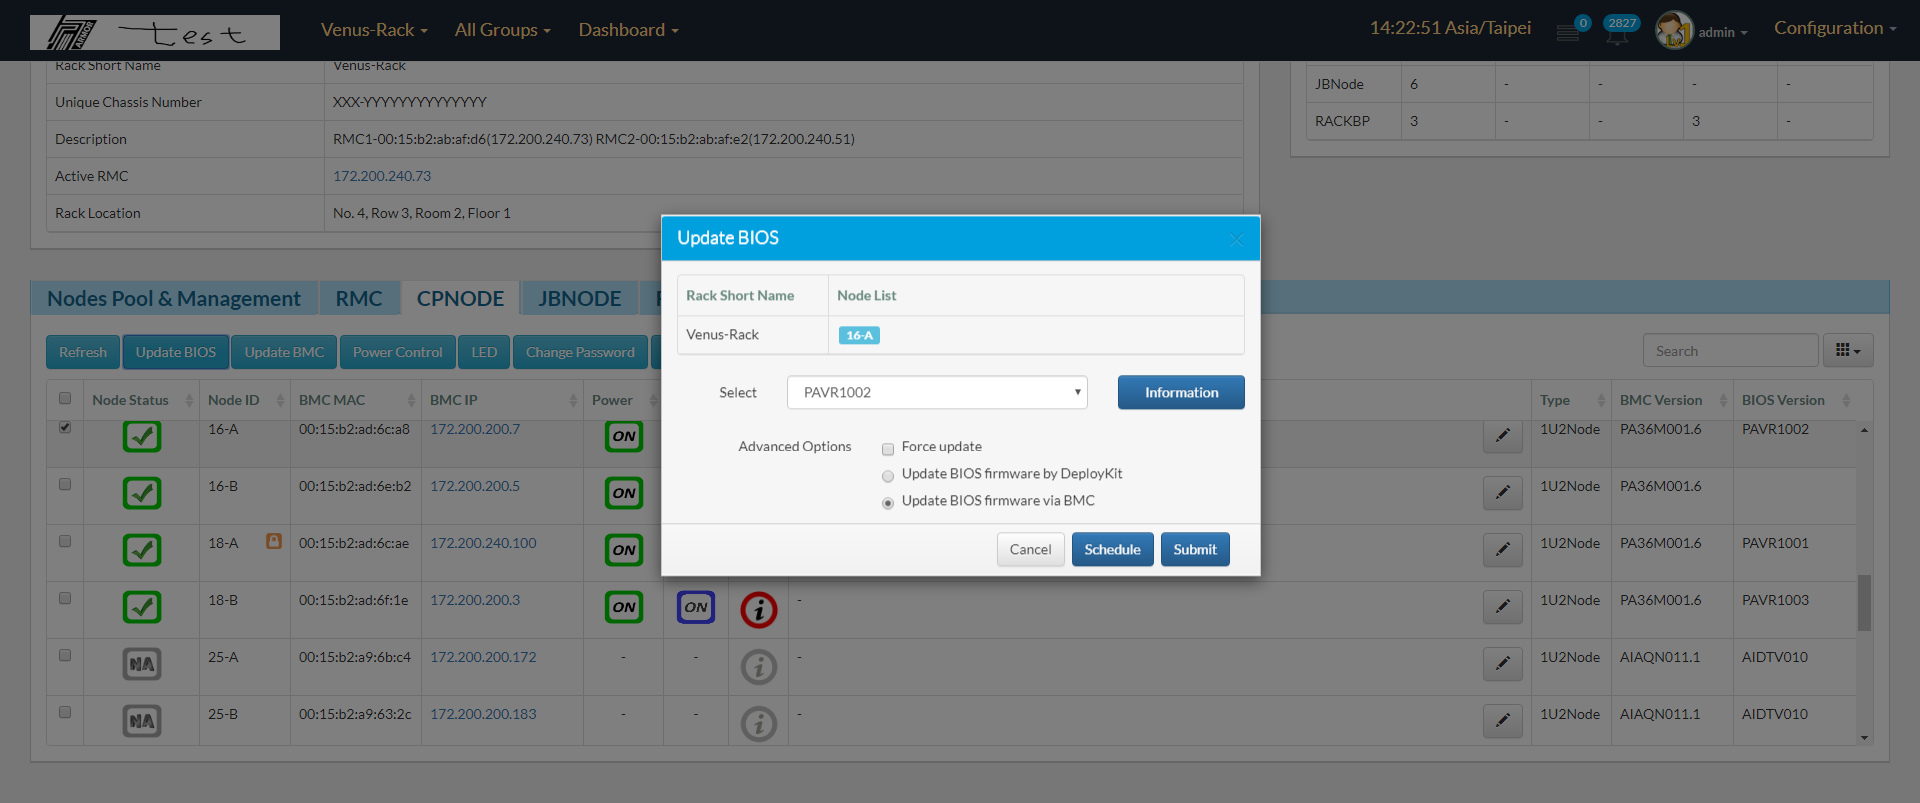 ARMOR test Venus-Rack All Groups Dashboard 14:22:51 Asia/Taipei 0 2827 admin Configuration
Rack Short Name Venus-Rack
Unique Chassis Number XXX-YYYYYYYYYYYYYY
Description RMC1-00:15:b2:ab:af:d6(172.200.240.73) RMC2-00:15:b2:ab:af:e2(172.200.240.51)
Active RMC 172.200.240.73
Rack Location No. 4, Row 3, Room 2, Floor 1
JBNode 6 - - - -
RACKBP 3 - - 3 -
Nodes Pool & Management RMC CPNODE JBNODE
Refresh Update BIOS Update BMC Power Control LED Change Password Search
Node Status Node ID BMC MAC BMC IP Power Type BMC Version BIOS Version
16-A 00:15:b2:ad:6c:a8 172.200.200.7 ON 1U2Node PA36M001.6 PAVR1002
16-B 00:15:b2:ad:6e:b2 172.200.200.5 ON 1U2Node PA36M001.6
18-A 00:15:b2:ad:6c:ae 172.200.240.100 ON 1U2Node PA36M001.6 PAVR1001
18-B 00:15:b2:ad:6f:1e 172.200.200.3 ON ON i - 1U2Node PA36M001.6 PAVR1003
NA 25-A 00:15:b2:a9:6b:c4 172.200.200.172 - - i - 1U2Node AIAQN011.1 AIDTV010
NA 25-B 00:15:b2:a9:63:2c 172.200.200.183 - - i - 1U2Node AIAQN011.1 AIDTV010
Update BIOS ×
Rack Short Name Node List
Venus-Rack 16-A
Select PAVR1002 Information
Advanced Options Force update
Update BIOS firmware by DeployKit
Update BIOS firmware via BMC
Cancel Schedule Submit